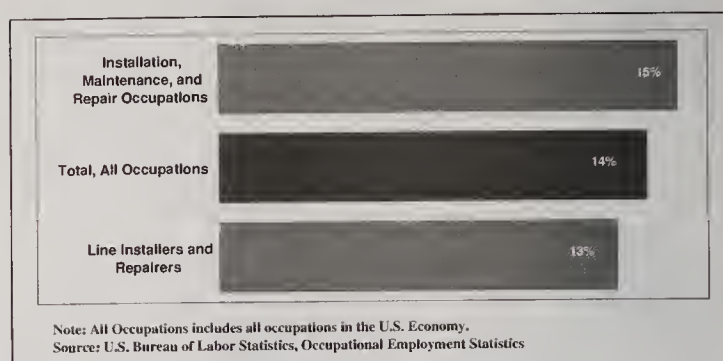 Installation,
Maintenance, and
Repair Occupations
15%
Total, All Occupations
14%
Line Installers and
Repairers
13%
Note: All Occupations includes all occupations in the U.S. Economy.
Source: U.S. Bureau of Labor Statistics, Occupational Employment Statistics